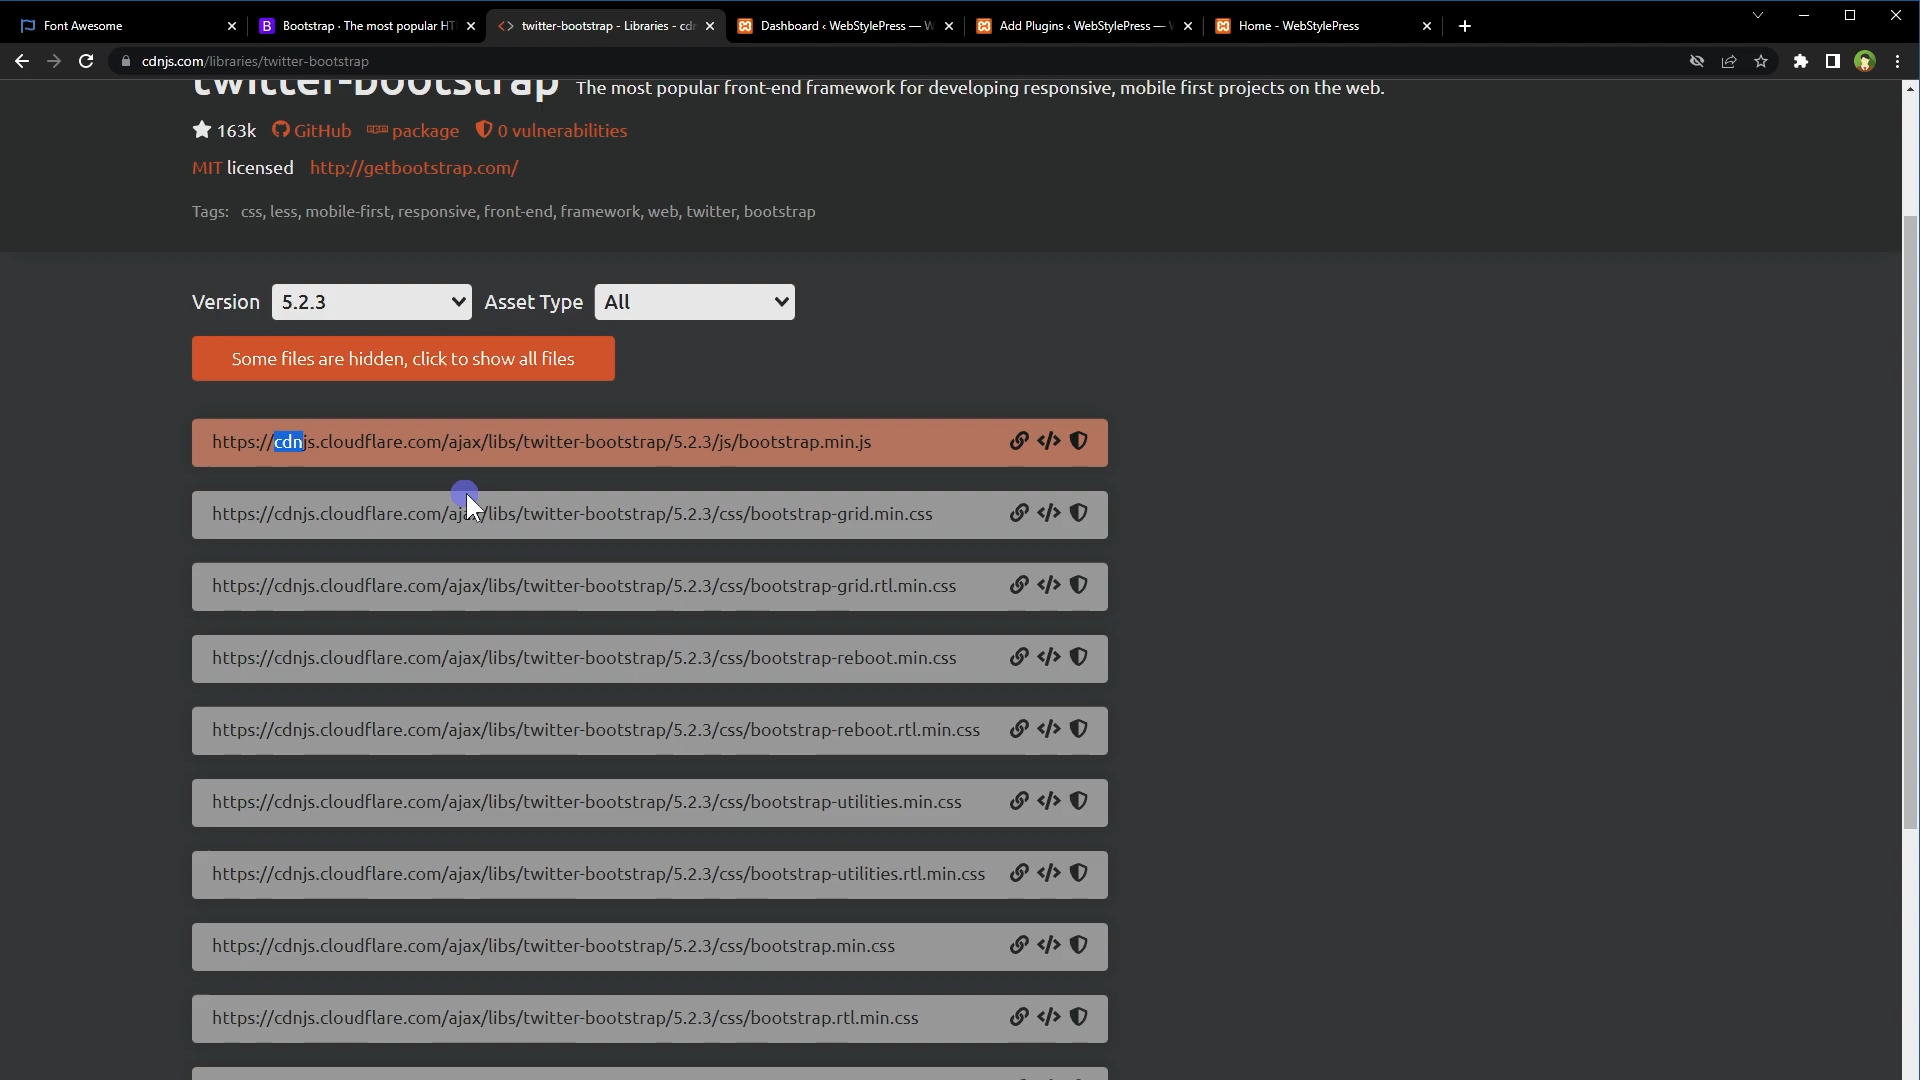 Font Awesome
Bootstrap · The most popular HT
twitter-bootstrap - Libraries - cdn
Dashboard ‹ WebStylePress — W
Add Plugins ‹ WebStylePress —
Home - WebStylePress
cdnjs.com/libraries/twitter-bootstrap
twitter-bootstrap The most popular front-end framework for developing responsive, mobile first projects on the web.
163k GitHub package 0 vulnerabilities
MIT licensed http://getbootstrap.com/
Tags: css, less, mobile-first, responsive, front-end, framework, web, twitter, bootstrap
Version 5.2.3 Asset Type All
Some files are hidden, click to show all files
https://cdnjs.cloudflare.com/ajax/libs/twitter-bootstrap/5.2.3/js/bootstrap.min.js
https://cdnjs.cloudflare.com/ajax/libs/twitter-bootstrap/5.2.3/css/bootstrap-grid.min.css
https://cdnjs.cloudflare.com/ajax/libs/twitter-bootstrap/5.2.3/css/bootstrap-grid.rtl.min.css
https://cdnjs.cloudflare.com/ajax/libs/twitter-bootstrap/5.2.3/css/bootstrap-reboot.min.css
https://cdnjs.cloudflare.com/ajax/libs/twitter-bootstrap/5.2.3/css/bootstrap-reboot.rtl.min.css
https://cdnjs.cloudflare.com/ajax/libs/twitter-bootstrap/5.2.3/css/bootstrap-utilities.min.css
https://cdnjs.cloudflare.com/ajax/libs/twitter-bootstrap/5.2.3/css/bootstrap-utilities.rtl.min.css
https://cdnjs.cloudflare.com/ajax/libs/twitter-bootstrap/5.2.3/css/bootstrap.min.css
https://cdnjs.cloudflare.com/ajax/libs/twitter-bootstrap/5.2.3/css/bootstrap.rtl.min.css